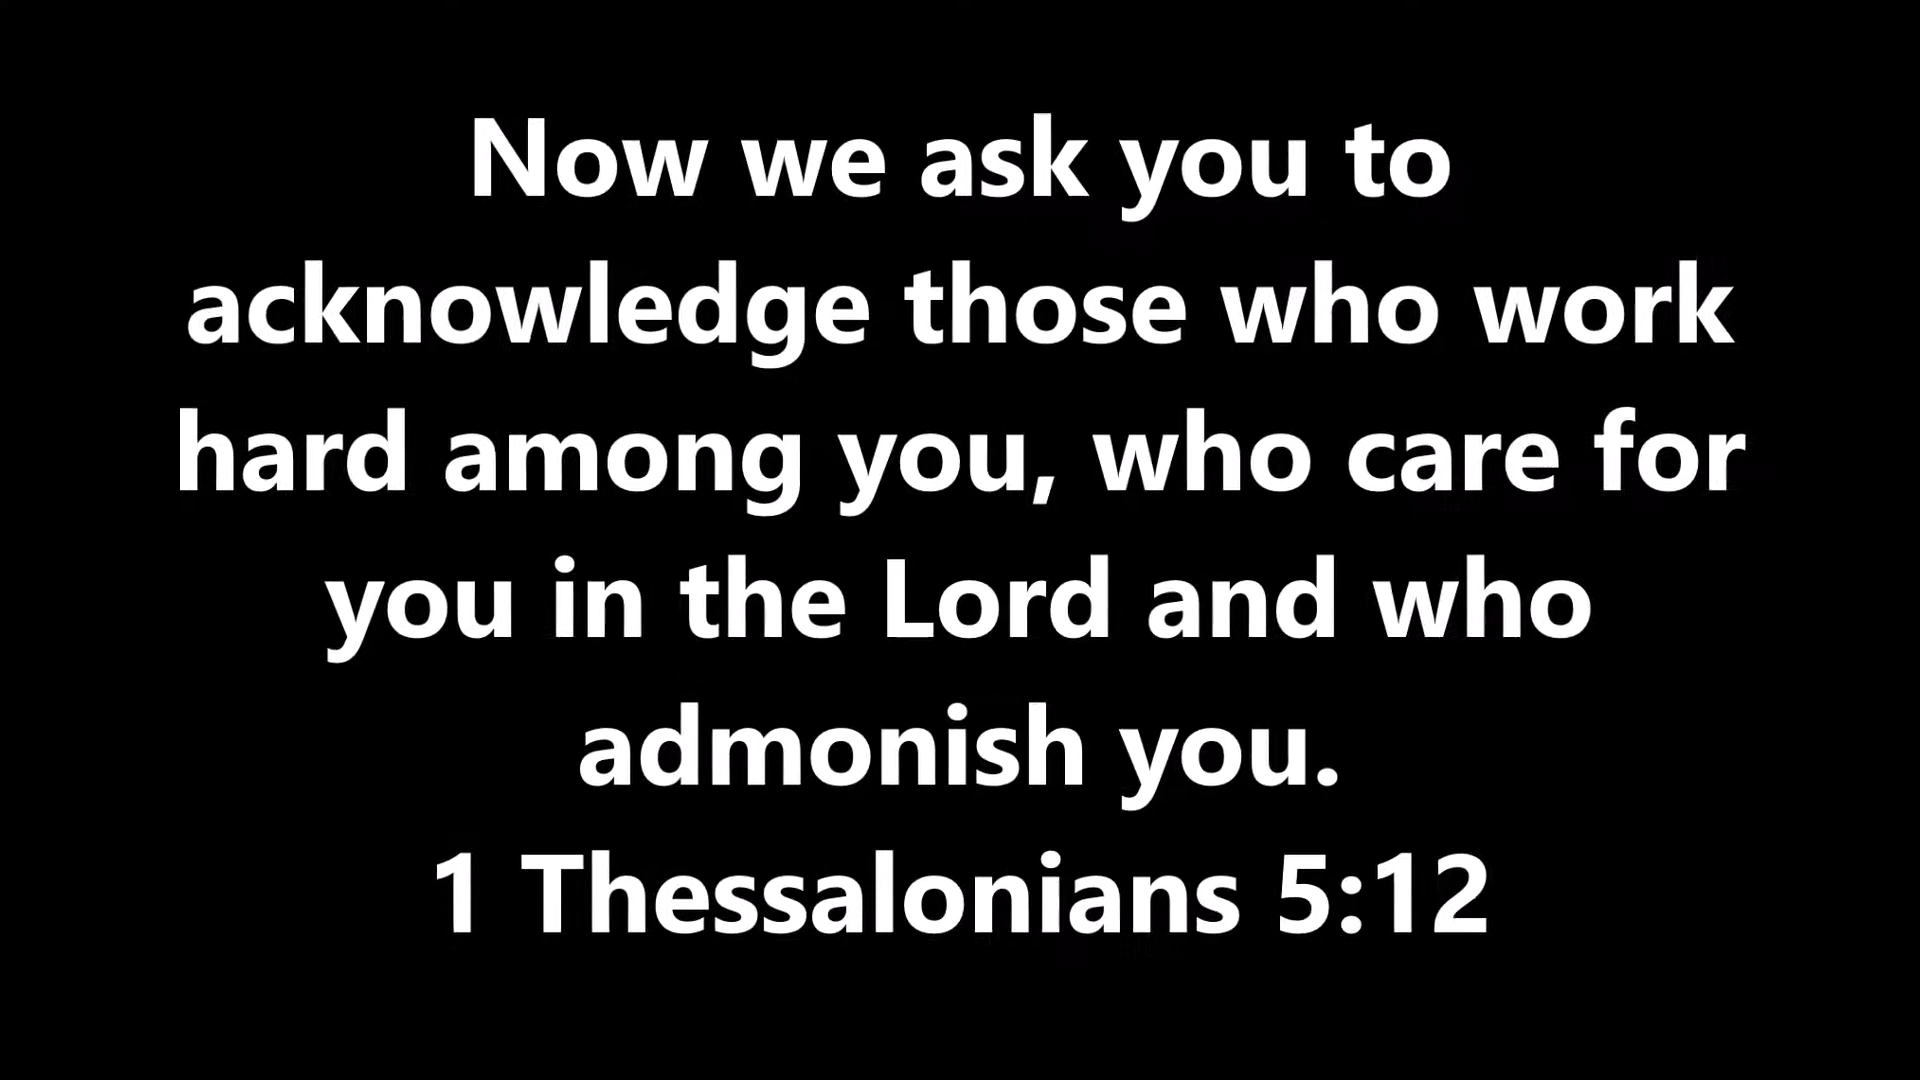 Now we ask you to
acknowledge those who work
hard among you, who care for
you in the Lord and who
admonish you.
1 Thessalonians 5:12